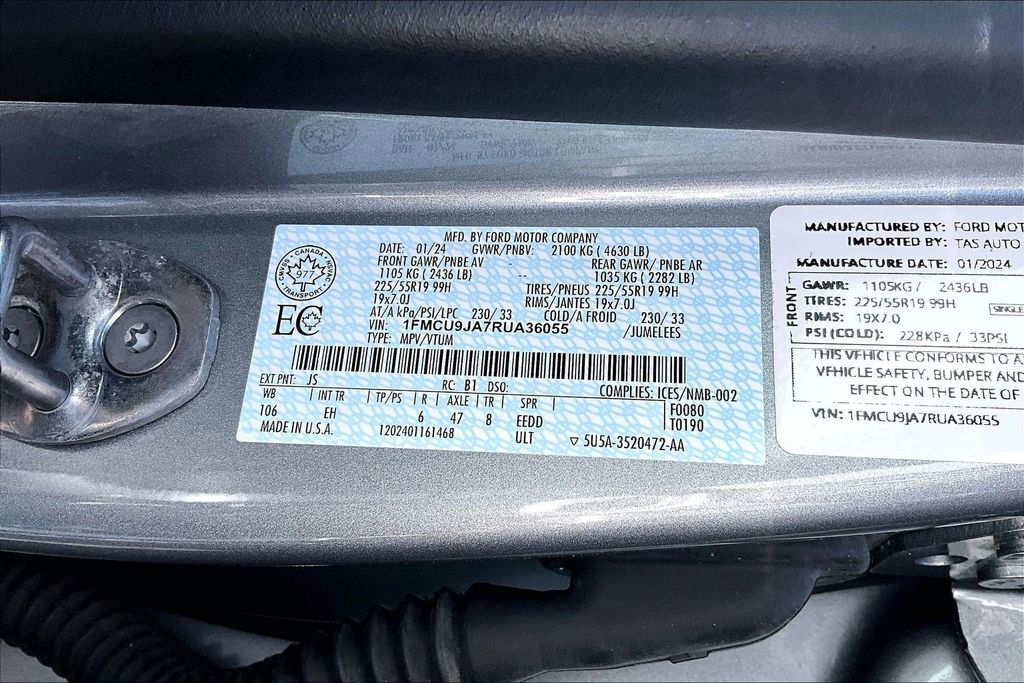 MFD. BY FORD MOTOR COMPANY
DATE: 01/24 GVWR/PNBV: 2100 KG ( 4630 LB)
FRONT GAWR/PNBE AV REAR GAWR/ PNBE AR
1105 KG ( 2436 LB) -- 1035 KG ( 2282 LB)
225/55R19 99H TIRES/PNEUS 225/55R19 99H
19x7.0J RIMS/JANTES 19x7.0J
AT/A kPa/PSI/LPC 230/ 33 COLD/A FROID 230/ 33
VIN: 1FMCU9JA7RUA36055 /JUMELEES
TYPE: MPV/VTUM
CANADA
977
TRANSPORT
EC
EXT PNT: JS RC: B1 DSO: COMPLIES: ICES/NMB-002
WB INT TR TP/PS R AXLE TR SPR F0080
106 EH 6 47 8 EEDD T0190
MADE IN U.S.A. 1202401161468 ULT 5U5A-3520472-AA
MANUFACTURED BY: FORD MOT
IMPORTED BY: TAS AUTO
MANUFACTURE DATE: 01/2024
FRONT
GAWR: 1105KG / 2436LB
TIRES: 225/55R19 99H
RIMS: 19X7.0 SINGLE
PSI (COLD): 228KPa / 33PSI
THIS VEHICLE CONFORMS TO A
VEHICLE SAFETY, BUMPER AND
EFFECT ON THE DATE OF
VIN: 1FMCU9JA7RUA36055